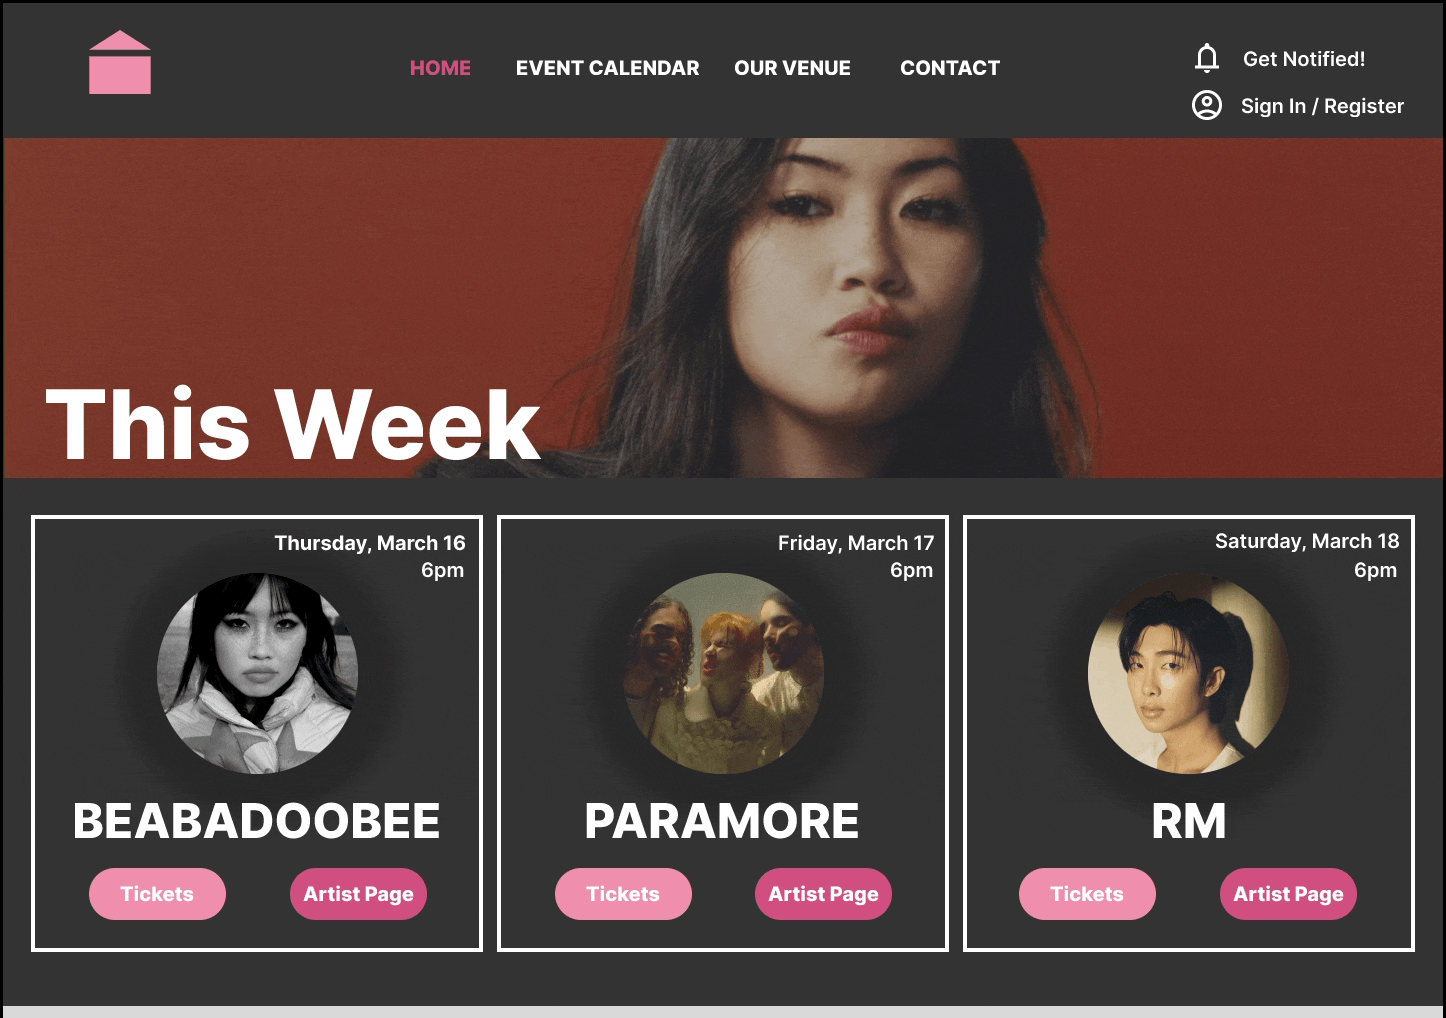 HOME EVENT CALENDAR OUR VENUE CONTACT
Get Notified!
Sign In / Register
This Week
Thursday, March 16
6pm
BEABADOOBEE
Tickets Artist Page
Friday, March 17
6pm
PARAMORE
Tickets Artist Page
Saturday, March 18
6pm
RM
Tickets Artist Page